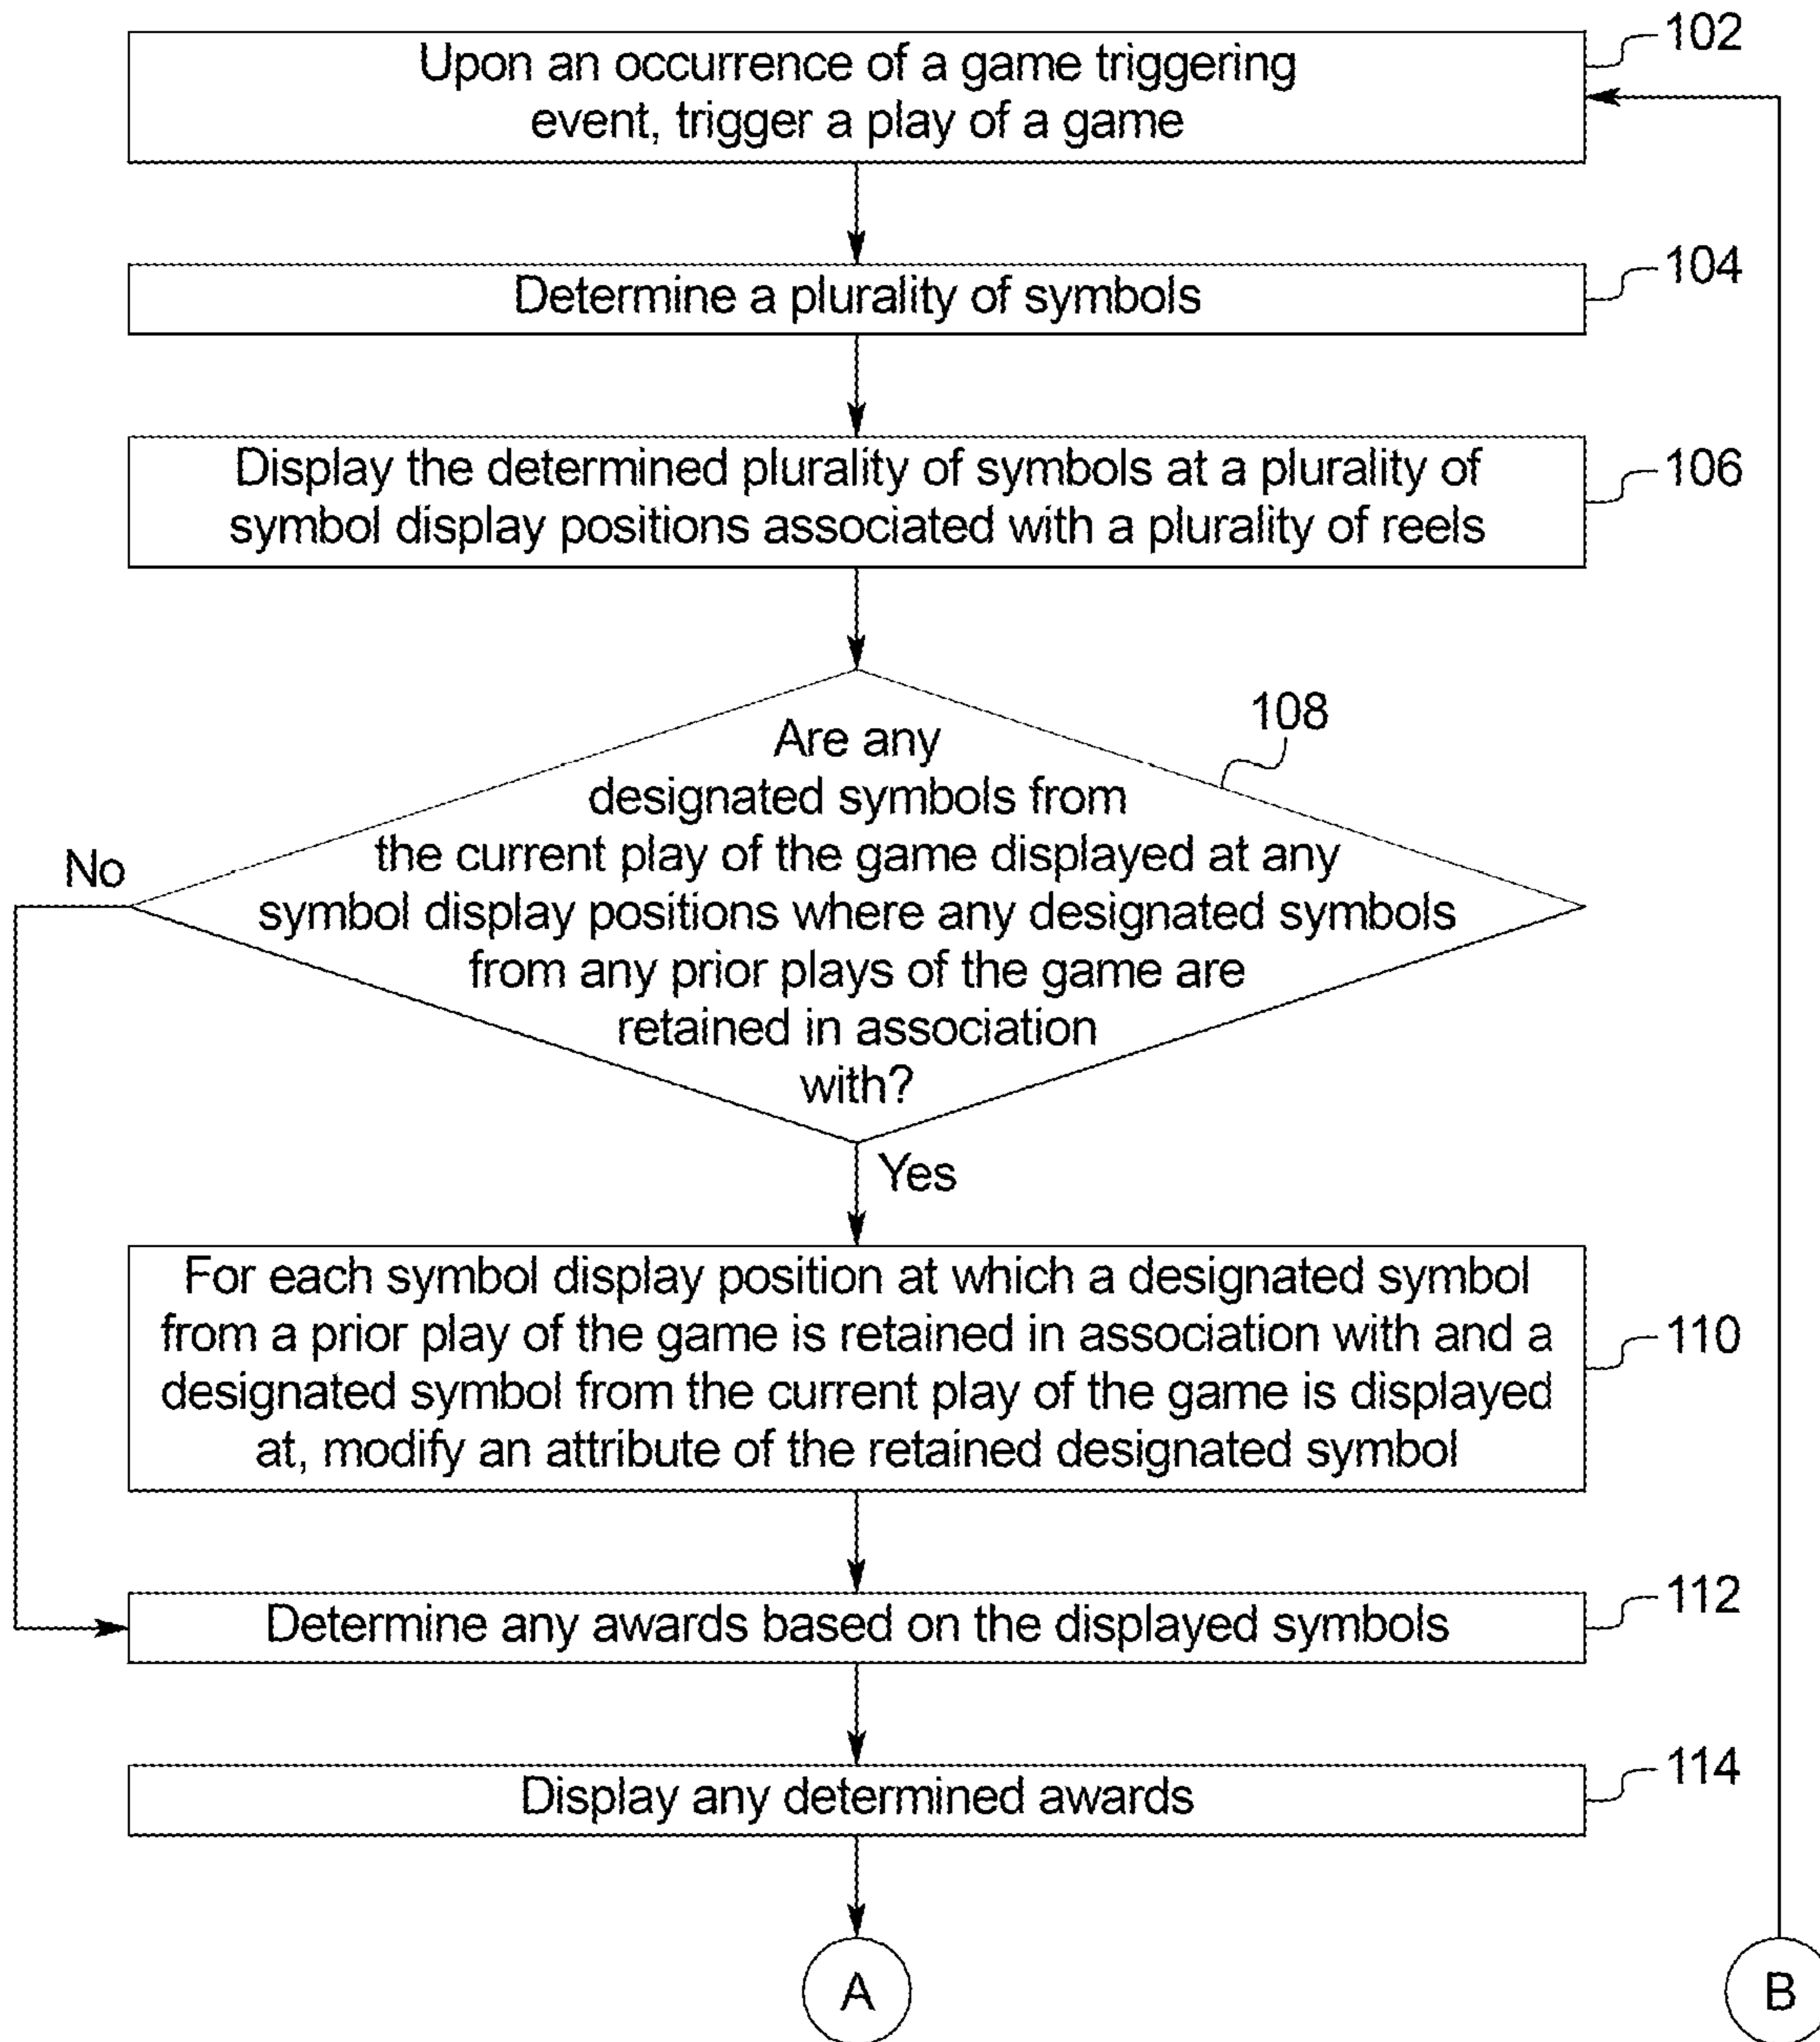 Upon an occurrence of a game triggering
event, trigger a play of a game
102
Determine a plurality of symbols
104
Display the determined plurality of symbols at a plurality of
symbol display positions associated with a plurality of reels
106
Are any
designated symbols from
the current play of the game displayed at any
symbol display positions where any designated symbols
from any prior plays of the game are
retained in association
with?
108
No
Yes
For each symbol display position at which a designated symbol
from a prior play of the game is retained in association with and a
designated symbol from the current play of the game is displayed
at, modify an attribute of the retained designated symbol
110
Determine any awards based on the displayed symbols
112
Display any determined awards
114
A
B